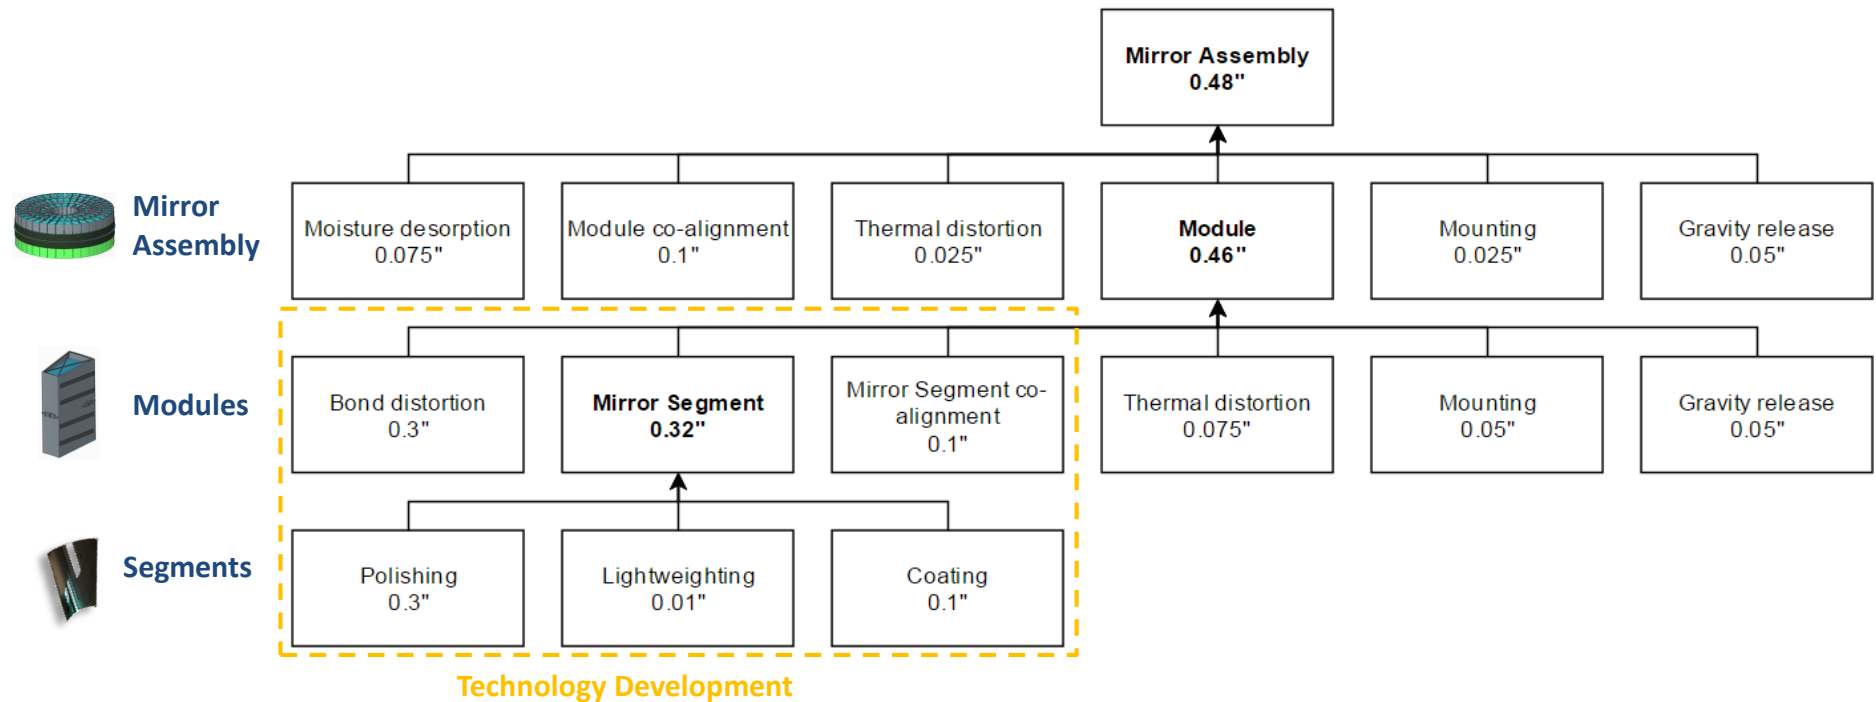 Mirror Assembly
0.48"
Mirror
Assembly
Moisture desorption
0.075"
Module co-alignment
0.1"
Thermal distortion
0.025"
Module
0.46"
Mounting
0.025"
Gravity release
0.05"
Modules
Bond distortion
0.3"
Mirror Segment
0.32"
Mirror Segment co-
alignment
0.1"
Thermal distortion
0.075"
Mounting
0.05"
Gravity release
0.05"
Segments
Polishing
0.3"
Lightweighting
0.01"
Coating
0.1"
Technology Development